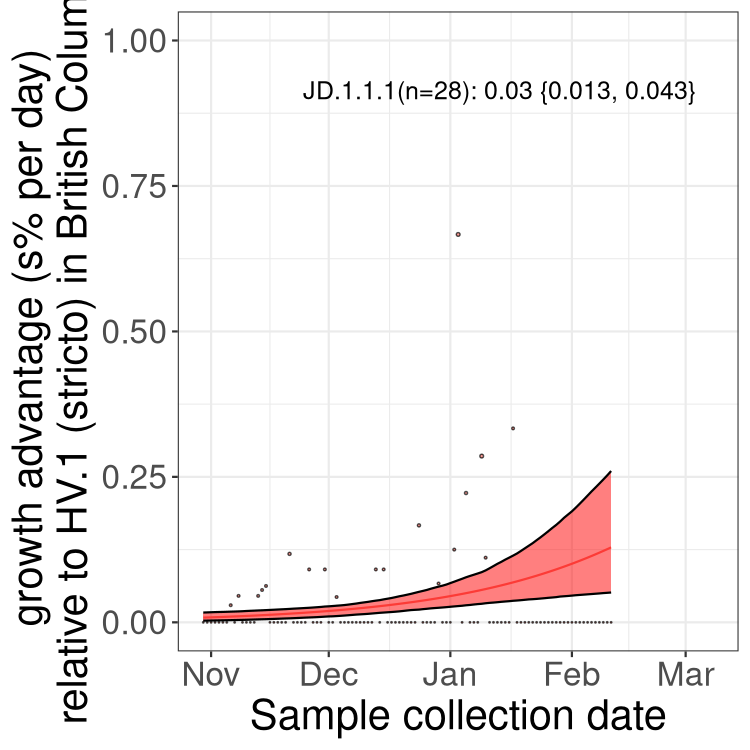 growth advantage (s% per day)
relative to HV.1 (stricto) in British Colum
1.00
0.75
0.50
0.25
0.00
JD.1.1.1(n=28): 0.03 {0.013, 0.043}
Nov Dec Jan Feb Mar
Sample collection date